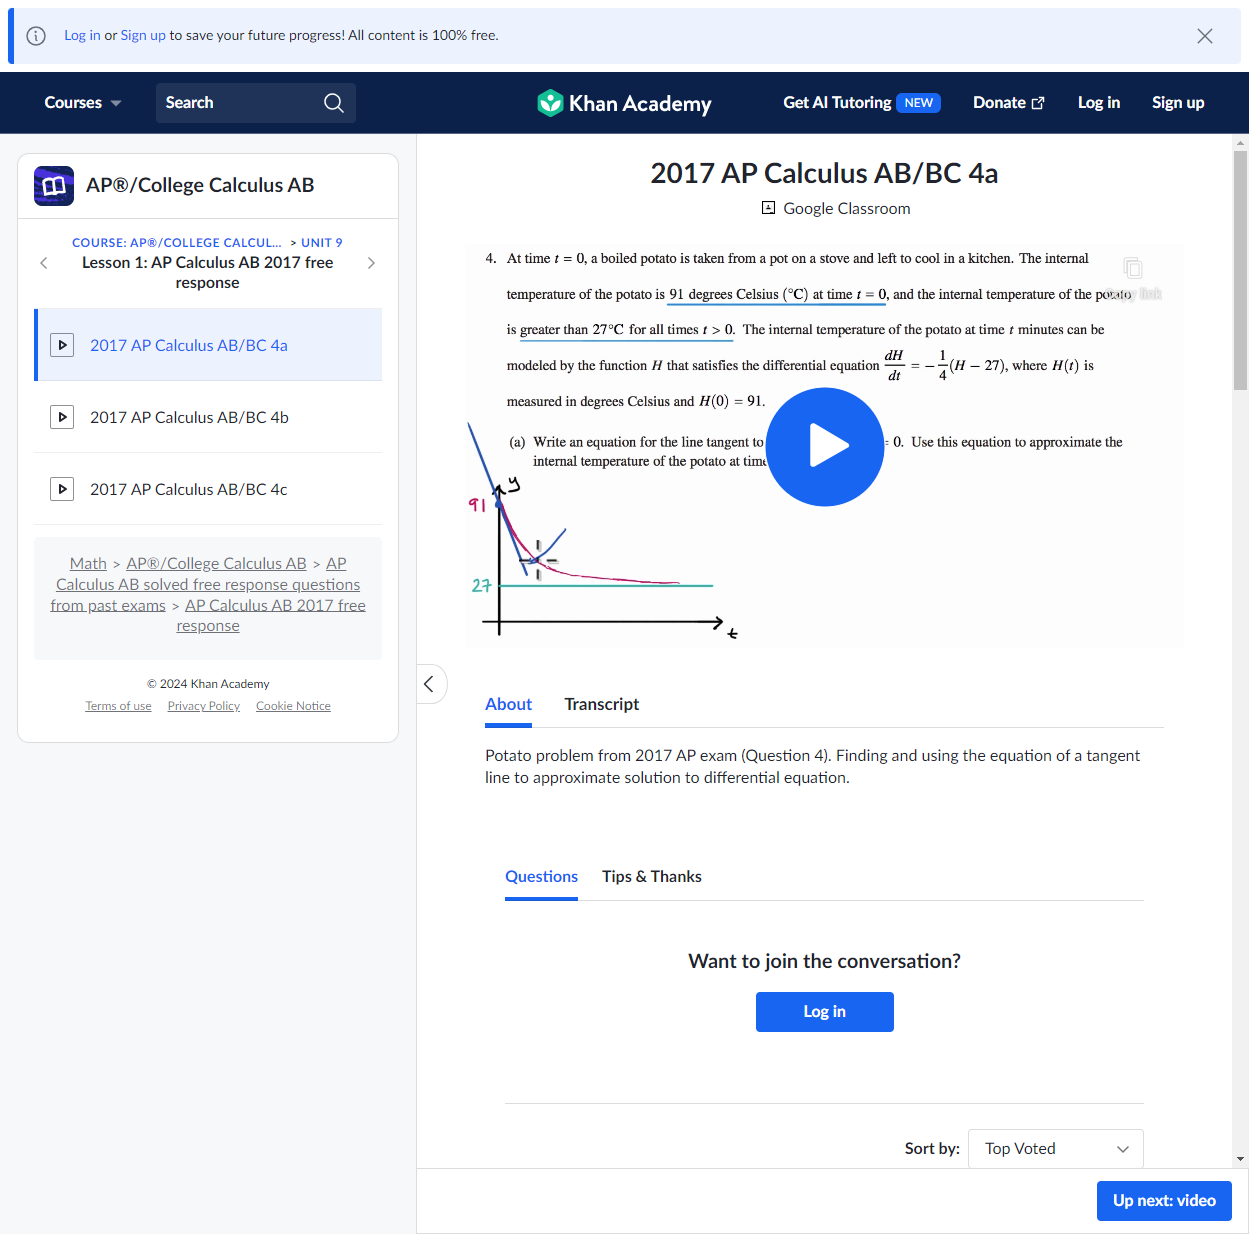 Log in or Sign up to save your future progress! All content is 100% free.
Courses
Search
Khan Academy
Get AI Tutoring NEW
Donate
Log in
Sign up
AP®/College Calculus AB
COURSE: AP®/COLLEGE CALCUL... > UNIT 9
Lesson 1: AP Calculus AB 2017 free
response
2017 AP Calculus AB/BC 4a
2017 AP Calculus AB/BC 4b
2017 AP Calculus AB/BC 4c
Math > AP®/College Calculus AB > AP
Calculus AB solved free response questions
from past exams > AP Calculus AB 2017 free
response
© 2024 Khan Academy
Terms of use Privacy Policy Cookie Notice
2017 AP Calculus AB/BC 4a
Google Classroom
4. At time t = 0, a boiled potato is taken from a pot on a stove and left to cool in a kitchen. The internal
Copy link
temperature of the potato is 91 degrees Celsius (°C) at time t = 0, and the internal temperature of the potato
is greater than 27°C for all times t > 0. The internal temperature of the potato at time t minutes can be
modeled by the function H that satisfies the differential equation dH/dt = −1/4(H − 27), where H(t) is
measured in degrees Celsius and H(0) = 91.
(a) Write an equation for the line tangent to = 0. Use this equation to approximate the
internal temperature of the potato at time
y
91
27
t
About
Transcript
Potato problem from 2017 AP exam (Question 4). Finding and using the equation of a tangent
line to approximate solution to differential equation.
Questions
Tips & Thanks
Want to join the conversation?
Log in
Sort by: Top Voted
Up next: video